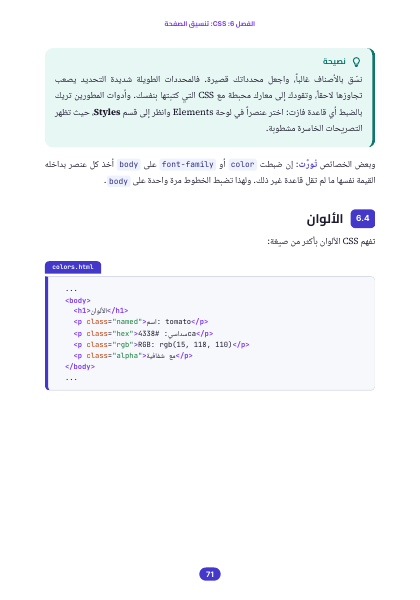 الفصل 6: CSS: تنسيق الصفحة
نصيحة
نسّق بالأصناف غالباً، واجعل محدداتك قصيرة. فالمحددات الطويلة شديدة التحديد يصعب
تجاوزها لاحقاً، وتقودك إلى معارك محبطة مع CSS التي كتبتها بنفسك. وأدوات المطورين تريك
بالضبط أي قاعدة فازت: اختر عنصراً في لوحة Elements وانظر إلى قسم Styles، حيث تظهر
التصريحات الخاسرة مشطوبة.
وبعض الخصائص تُورَّث: إن ضبطت color أو font-family على body أخذ كل عنصر بداخله
القيمة نفسها ما لم تقل قاعدة غير ذلك. ولهذا تضبط الخطوط مرة واحدة على body.
6.4 الألوان
تفهم CSS الألوان بأكثر من صيغة:
colors.html
...
<body>
<h1>الألوان</h1>
<p class="named">اسم: tomato</p>
<p class="hex">سداسي: #4338ca</p>
<p class="rgb">RGB: rgb(15, 118, 110)</p>
<p class="alpha">مع شفافية</p>
</body>
...
71